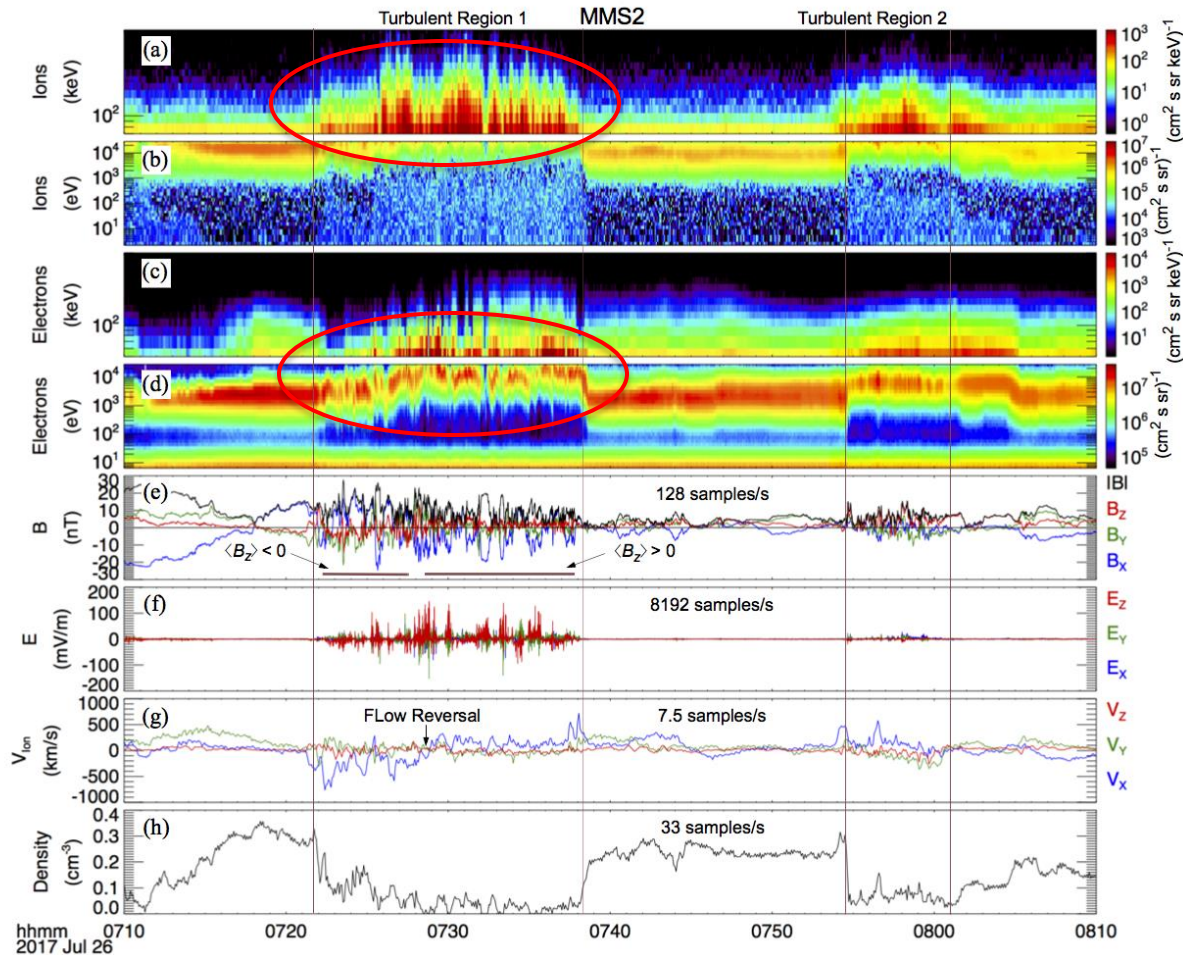 Turbulent Region 1 MMS2 Turbulent Region 2
(a)
Ions
(keV)
10²
10³
10²
10¹
10⁰
(cm² s sr keV)⁻¹
(b)
Ions
(eV)
10⁴
10³
10²
10¹
10⁷
10⁶
10⁵
10⁴
10³
(cm² s sr)⁻¹
(c)
Electrons
(keV)
10²
10⁴
10³
10²
10¹
(cm² s sr keV)⁻¹
(d)
Electrons
(eV)
10⁴
10³
10²
10¹
10⁷
10⁶
10⁵
(cm² s sr)⁻¹
(e)
128 samples/s
B
(nT)
30
20
10
0
-10
-20
-30
⟨B_Z⟩ < 0
⟨B_Z⟩ > 0
|B|
B_Z
B_Y
B_X
(f)
8192 samples/s
E
(mV/m)
200
100
0
-100
-200
E_Z
E_Y
E_X
(g)
FLow Reversal
7.5 samples/s
V_Ion
(km/s)
1000
500
0
-500
-1000
V_Z
V_Y
V_X
(h)
33 samples/s
Density
(cm⁻³)
0.4
0.3
0.2
0.1
0.0
hhmm 0710 0720 0730 0740 0750 0800 0810
2017 Jul 26